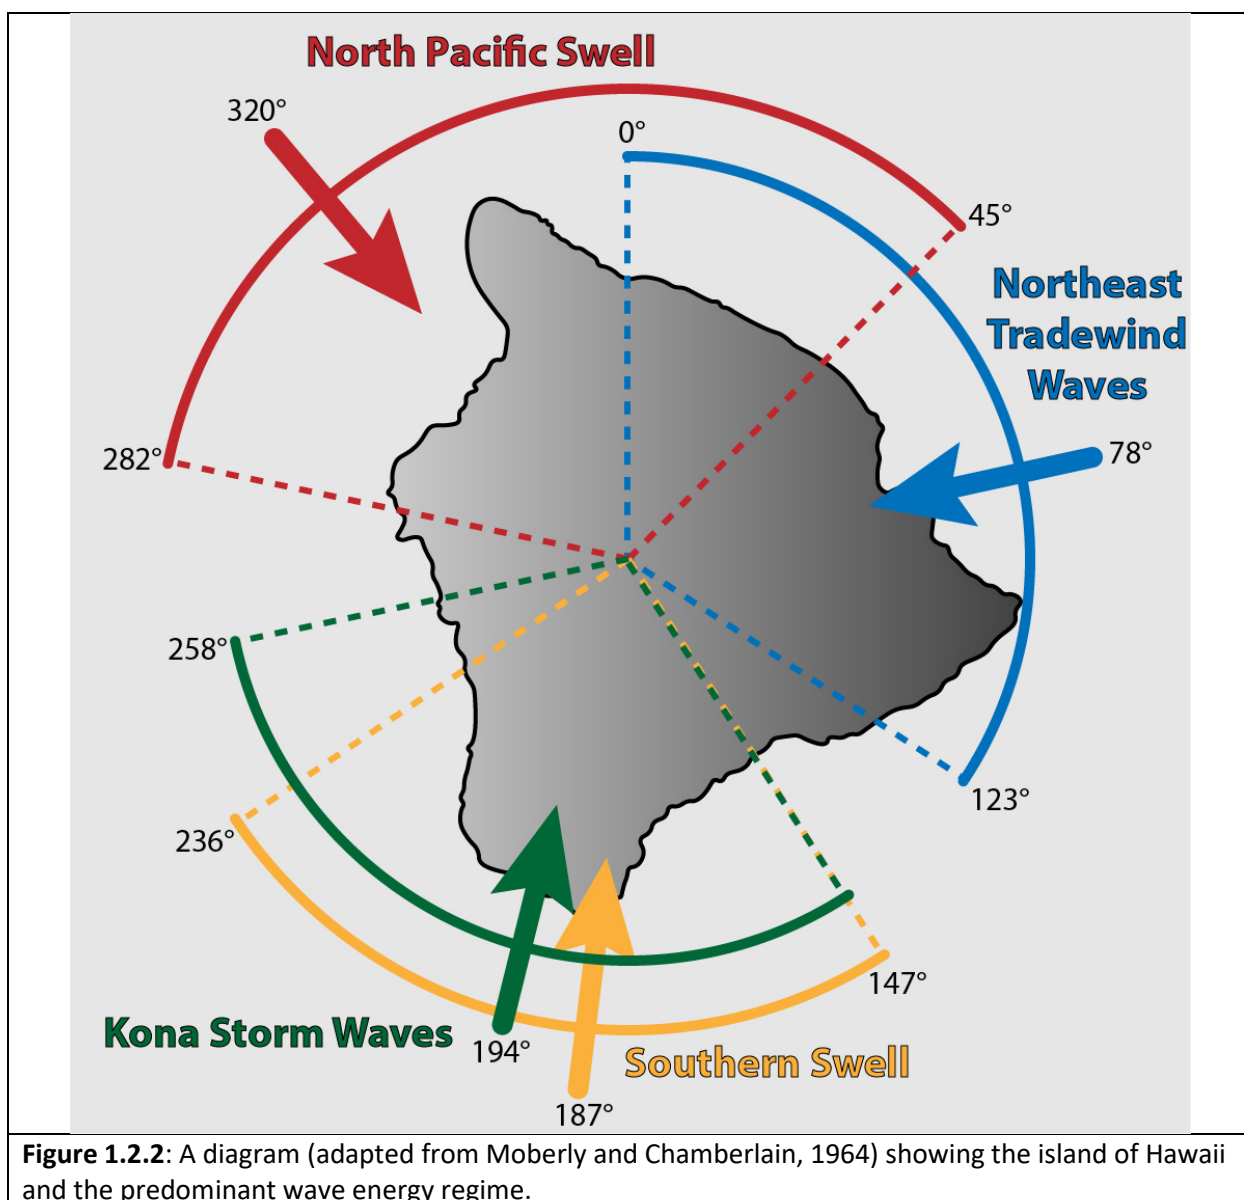 North Pacific Swell
320°
0°
45°
Northeast
Tradewind
Waves
78°
282°
258°
236°
123°
147°
Kona Storm Waves
194°
Southern Swell
187°
Figure 1.2.2: A diagram (adapted from Moberly and Chamberlain, 1964) showing the island of Hawaii
and the predominant wave energy regime.